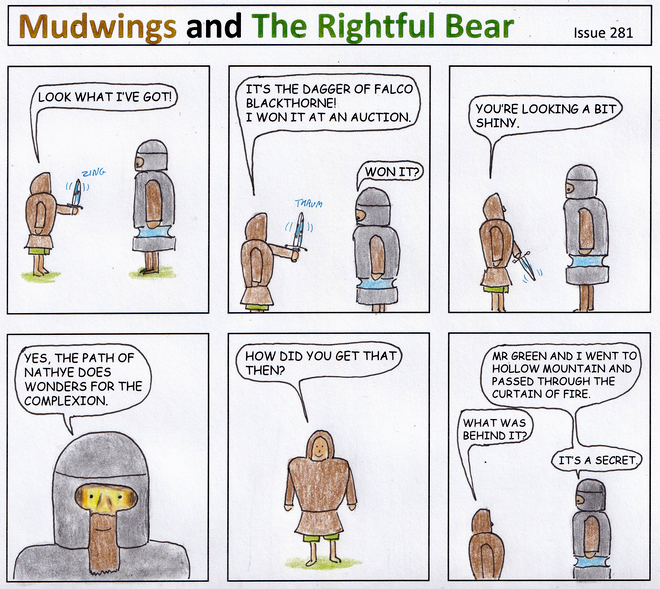 Mudwings and The Rightful Bear
Issue 281
LOOK WHAT I'VE GOT!
ZING
IT'S THE DAGGER OF FALCO
BLACKTHORNE!
I WON IT AT AN AUCTION.
WON IT?
THRUM
YOU'RE LOOKING A BIT
SHINY.
YES, THE PATH OF
NATHYE DOES
WONDERS FOR THE
COMPLEXION.
HOW DID YOU GET THAT
THEN?
MR GREEN AND I WENT TO
HOLLOW MOUNTAIN AND
PASSED THROUGH THE
CURTAIN OF FIRE.
WHAT WAS
BEHIND IT?
IT'S A SECRET.